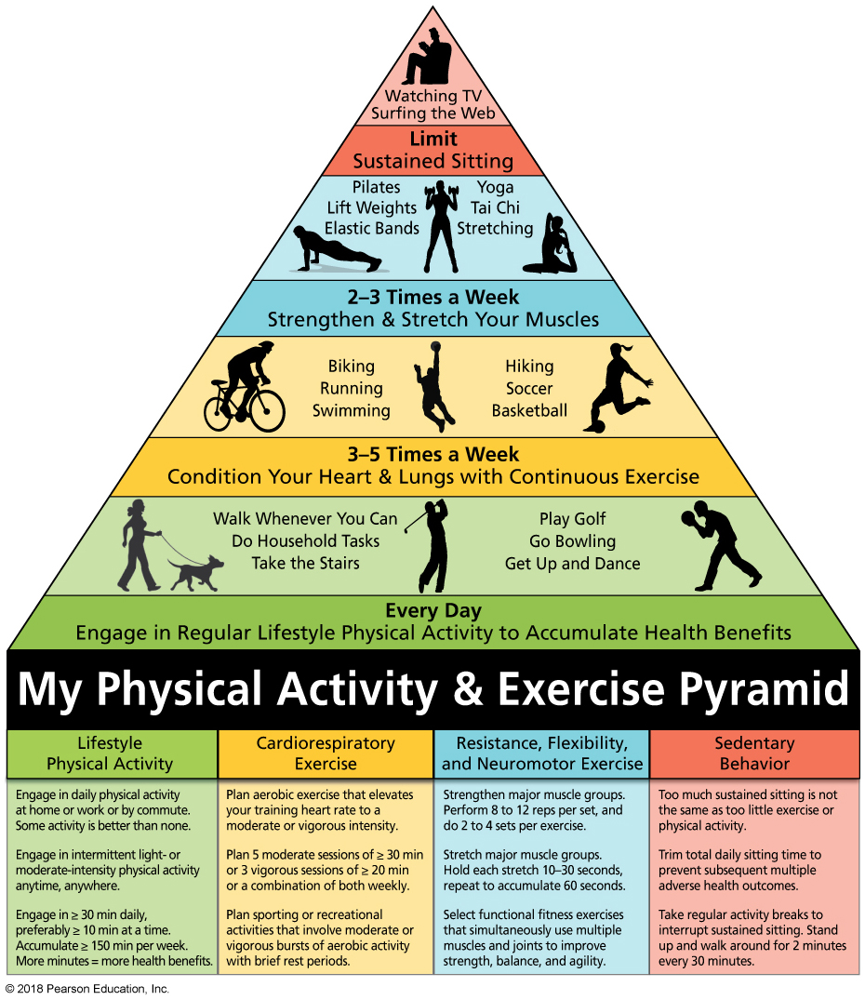 Watching TV
Surfing the Web
Limit
Sustained Sitting
Pilates
Lift Weights
Elastic Bands
Yoga
Tai Chi
Stretching
2–3 Times a Week
Strengthen & Stretch Your Muscles
Biking
Running
Swimming
Hiking
Soccer
Basketball
3–5 Times a Week
Condition Your Heart & Lungs with Continuous Exercise
Walk Whenever You Can
Do Household Tasks
Take the Stairs
Play Golf
Go Bowling
Get Up and Dance
Every Day
Engage in Regular Lifestyle Physical Activity to Accumulate Health Benefits
My Physical Activity & Exercise Pyramid
Lifestyle
Physical Activity
Engage in daily physical activity
at home or work or by commute.
Some activity is better than none.
Engage in intermittent light- or
moderate-intensity physical activity
anytime, anywhere.
Engage in ≥ 30 min daily,
preferably ≥ 10 min at a time.
Accumulate ≥ 150 min per week.
More minutes = more health benefits.
Cardiorespiratory
Exercise
Plan aerobic exercise that elevates
your training heart rate to a
moderate or vigorous intensity.
Plan 5 moderate sessions of ≥ 30 min
or 3 vigorous sessions of ≥ 20 min
or a combination of both weekly.
Plan sporting or recreational
activities that involve moderate or
vigorous bursts of aerobic activity
with brief rest periods.
Resistance, Flexibility,
and Neuromotor Exercise
Strengthen major muscle groups.
Perform 8 to 12 reps per set, and
do 2 to 4 sets per exercise.
Stretch major muscle groups.
Hold each stretch 10–30 seconds,
repeat to accumulate 60 seconds.
Select functional fitness exercises
that simultaneously use multiple
muscles and joints to improve
strength, balance, and agility.
Sedentary
Behavior
Too much sustained sitting is not
the same as too little exercise or
physical activity.
Trim total daily sitting time to
prevent subsequent multiple
adverse health outcomes.
Take regular activity breaks to
interrupt sustained sitting. Stand
up and walk around for 2 minutes
every 30 minutes.
© 2018 Pearson Education, Inc.